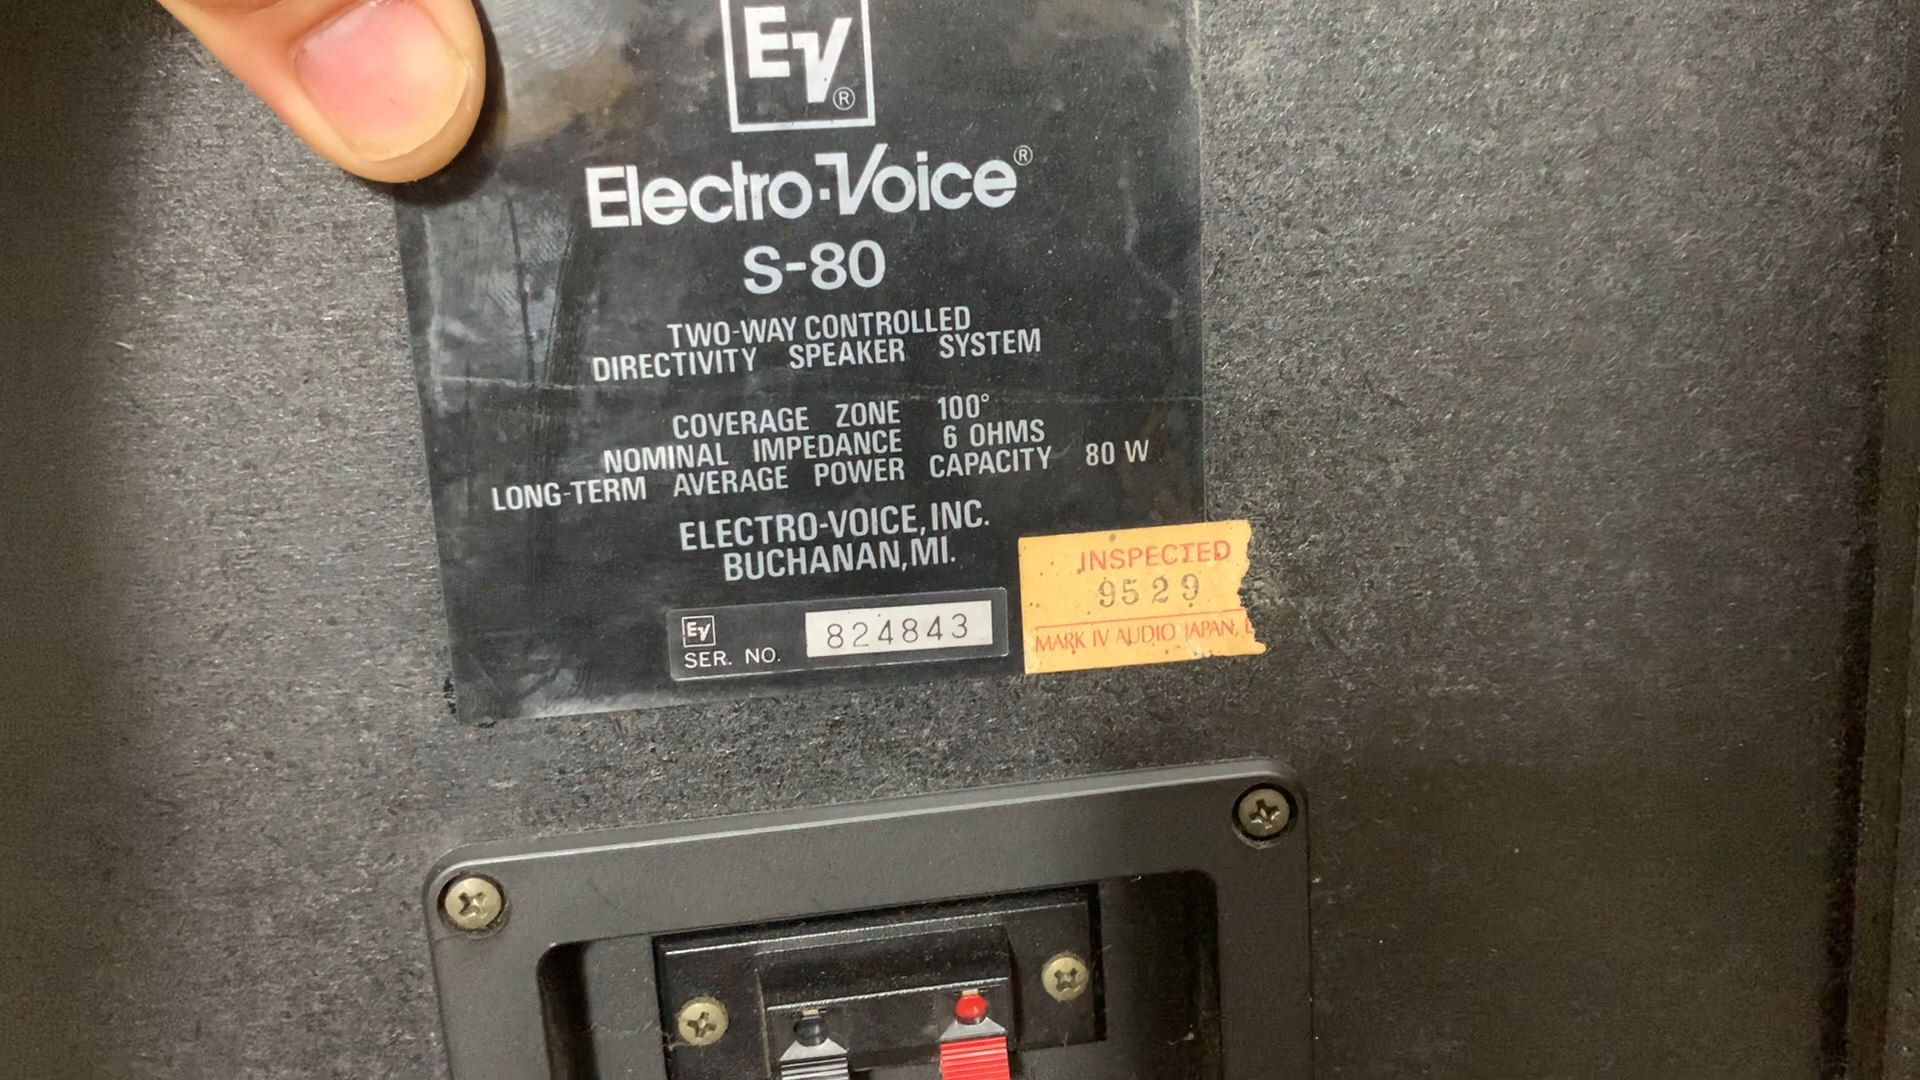 EV®
Electro-Voice®
S-80
TWO-WAY CONTROLLED
DIRECTIVITY SPEAKER SYSTEM
COVERAGE ZONE 100°
NOMINAL IMPEDANCE 6 OHMS
LONG-TERM AVERAGE POWER CAPACITY 80 W
ELECTRO-VOICE, INC.
BUCHANAN, MI.
EV
SER. NO. 824843
INSPECTED
9529
MARK IV AUDIO JAPAN,